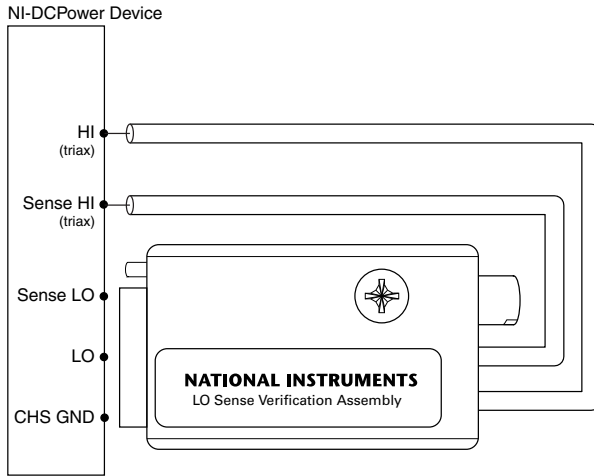 NI-DCPower Device
HI
(triax)
Sense HI
(triax)
Sense LO
LO
CHS GND
NATIONAL INSTRUMENTS
LO Sense Verification Assembly